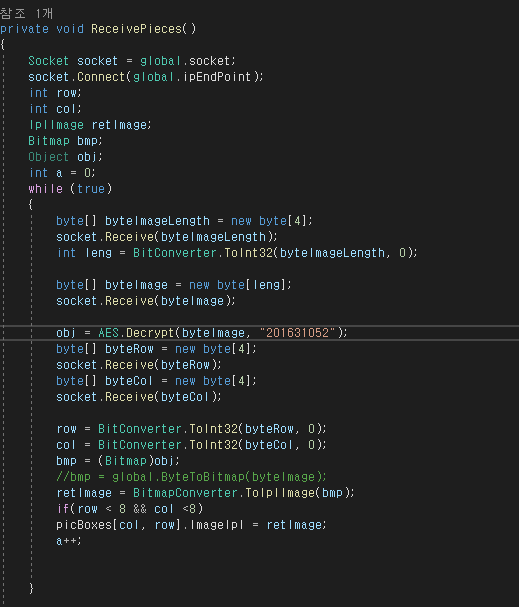 참조 1개
private void ReceivePieces()
{
    Socket socket = global.socket;
    socket.Connect(global.ipEndPoint);
    int row;
    int col;
    IplImage retImage;
    Bitmap bmp;
    Object obj;
    int a = 0;
    while (true)
    {
        byte[] byteImageLength = new byte[4];
        socket.Receive(byteImageLength);
        int leng = BitConverter.ToInt32(byteImageLength, 0);
        byte[] byteImage = new byte[leng];
        socket.Receive(byteImage);
        obj = AES.Decrypt(byteImage, "201631052");
        byte[] byteRow = new byte[4];
        socket.Receive(byteRow);
        byte[] byteCol = new byte[4];
        socket.Receive(byteCol);
        row = BitConverter.ToInt32(byteRow, 0);
        col = BitConverter.ToInt32(byteCol, 0);
        bmp = (Bitmap)obj;
        //bmp = global.ByteToBitmap(byteImage);
        retImage = BitmapConverter.ToIplImage(bmp);
        if(row < 8 && col <8)
        picBoxes[col, row].ImageIpl = retImage;
        a++;
    }